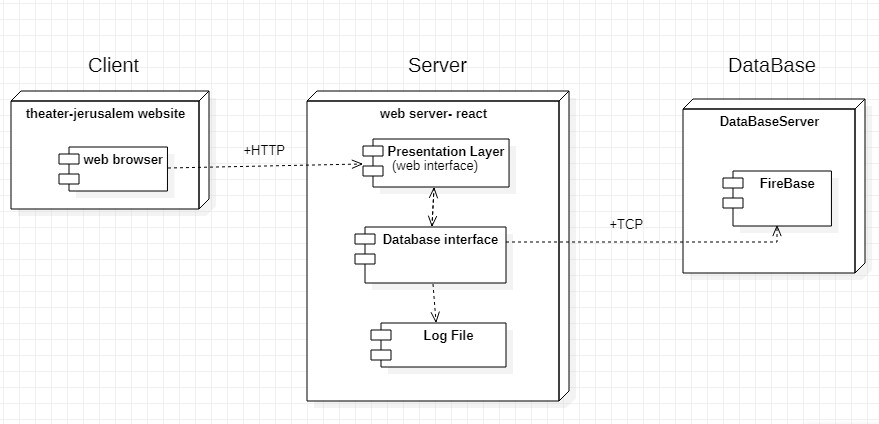 Client
Server
DataBase
theater-jerusalem website
web server- react
DataBaseServer
web browser
+HTTP
Presentation Layer
(web interface)
FireBase
Database interface
+TCP
Log File